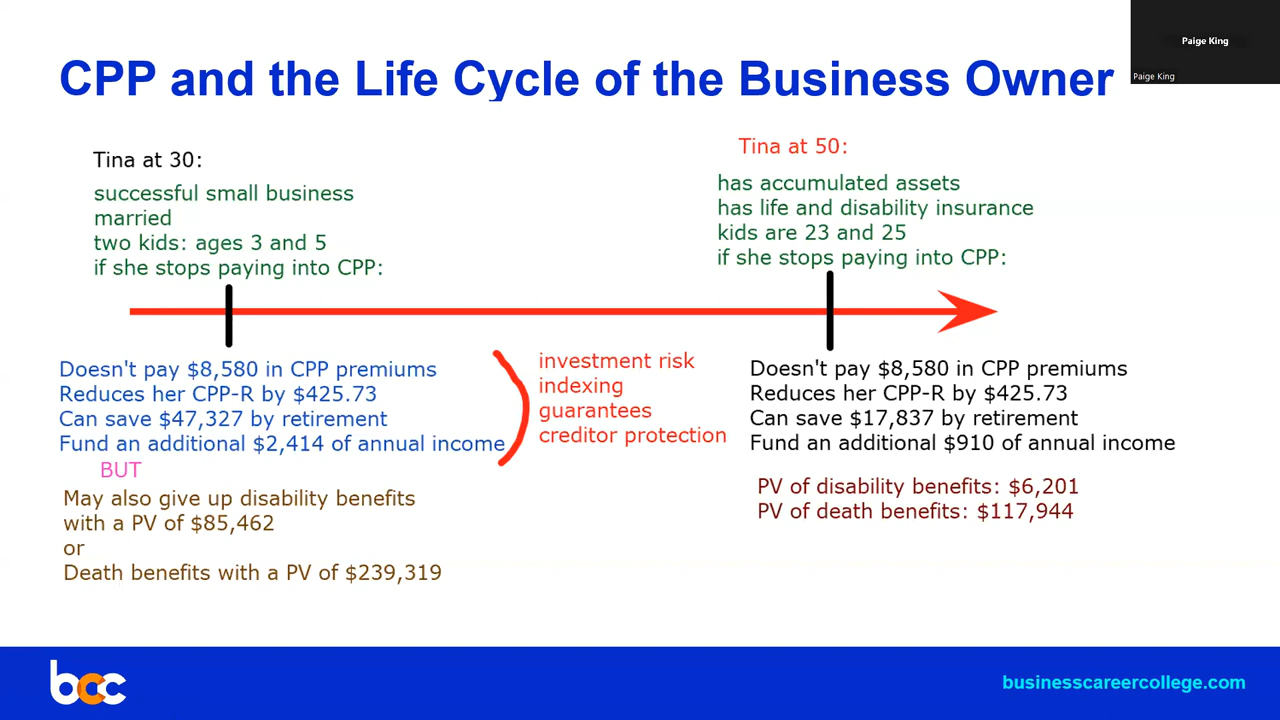 Paige King
Paige King
CPP and the Life Cycle of the Business Owner
Tina at 30:
successful small business
married
two kids: ages 3 and 5
if she stops paying into CPP:
Tina at 50:
has accumulated assets
has life and disability insurance
kids are 23 and 25
if she stops paying into CPP:
Doesn't pay $8,580 in CPP premiums
Reduces her CPP-R by $425.73
Can save $47,327 by retirement
Fund an additional $2,414 of annual income
BUT
May also give up disability benefits
with a PV of $85,462
or
Death benefits with a PV of $239,319
investment risk
indexing
guarantees
creditor protection
Doesn't pay $8,580 in CPP premiums
Reduces her CPP-R by $425.73
Can save $17,837 by retirement
Fund an additional $910 of annual income
PV of disability benefits: $6,201
PV of death benefits: $117,944
bcc
businesscareercollege.com